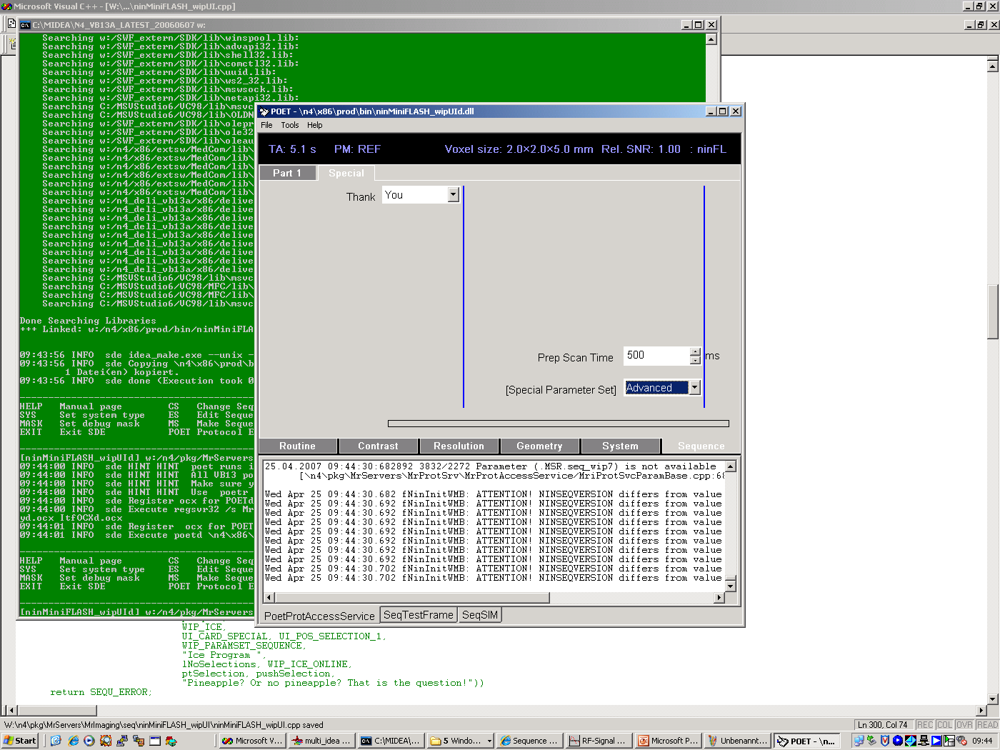 Microsoft Visual C++ - [W:\...\ninMiniFLASH_wipUI.cpp]
C:\MIDEA\N4_VB13A_LATEST_20060607 w:
Searching w:/SWF_extern/SDK/lib\winspool.lib:
Searching w:/SWF_extern/SDK/lib\advapi32.lib:
Searching w:/SWF_extern/SDK/lib\shell32.lib:
Searching w:/SWF_extern/SDK/lib\comctl32.lib:
Searching w:/SWF_extern/SDK/lib\uuid.lib:
Searching w:/SWF_extern/SDK/lib\ws2_32.lib:
Searching w:/SWF_extern/SDK/lib\mswsock.lib:
Searching w:/SWF_extern/SDK/lib\netapi32.lib:
Searching C:/MSVStudio6/VC98/lib\msvc
Searching C:/MSVStudio6/VC98/lib\OLDN
Searching w:/SWF_extern/SDK/lib\olepr
Searching w:/SWF_extern/SDK/lib\ole32
Searching w:/SWF_extern/SDK/lib\oleau
Searching w:/n4/x86/extsw/MedCom/lib\
Searching w:/n4/x86/extsw/MedCom/lib\
Searching w:/n4/x86/extsw/MedCom/lib\
Searching w:/n4/x86/extsw/MedCom/lib\
Searching w:/n4/x86/extsw/MedCom/lib\
Searching w:/n4/x86/extsw/MedCom/lib\
Searching w:/n4_deli_vb13a/x86/delive
Searching w:/n4_deli_vb13a/x86/delive
Searching w:/n4_deli_vb13a/x86/delive
Searching w:/n4_deli_vb13a/x86/delive
Searching w:/n4_deli_vb13a/x86/delive
Searching w:/n4_deli_vb13a/x86/delive
Searching w:/n4_deli_vb13a/x86/delive
Searching w:/n4_deli_vb13a/x86/delive
Searching w:/n4_deli_vb13a/x86/delive
Searching C:/MSVStudio6/VC98/lib\msvc
Searching C:/MSVStudio6/VC98/MFC/lib\
Searching C:/MSVStudio6/VC98/MFC/lib\
Searching C:/MSVStudio6/VC98/lib\msvc
Done Searching Libraries
+++ Linked: w:/n4/x86/prod/bin/ninMiniFLA
09:43:56 INFO sde idea_make.exe --unix -
09:43:56 INFO sde Copying \n4\x86\prod\b
1 Datei(en) kopiert.
09:43:56 INFO sde done (Execution took 0
HELP Manual page CS Change Seq
SYS Set system type ES Edit Seque
MASK Set debug mask MS Make Seque
EXIT Exit SDE POET Protocol E
[ninMiniFLASH_wipUId] w:/n4/pkg/MrServers
09:44:00 INFO sde HINT HINT poet runs i
09:44:00 INFO sde HINT HINT All VB13 po
09:44:00 INFO sde HINT HINT Make sure y
09:44:00 INFO sde HINT HINT Use poetr
09:44:00 INFO sde Register ocx for POETd
09:44:00 INFO sde Execute regsvr32 /s Mr
yd.ocx ItfOCXd.ocx
09:44:01 INFO sde Register ocx for POET
09:44:01 INFO sde Execute poetd \n4\x86\
HELP Manual page CS Change Seq
SYS Set system type ES Edit Seque
MASK Set debug mask MS Make Seque
EXIT Exit SDE POET Protocol E
[ninMiniFLASH_wipUId] w:/n4/pkg/MrServers
POET - \n4\x86\prod\bin\ninMiniFLASH_wipUId.dll
File Tools Help
TA: 5.1 s PM: REF Voxel size: 2.0×2.0×5.0 mm Rel. SNR: 1.00 : ninFL
Part 1 Special
Thank You
Prep Scan Time 500 ms
[Special Parameter Set] Advanced
Routine Contrast Resolution Geometry System Sequence
25.04.2007 09:44:30:682892 3832/2272 Parameter (.MSR.seq_wip7) is not available
[\n4\pkg\MrServers\MrProtSrv\MrProtAccessService/MriProtSvcParamBase.cpp:68
Wed Apr 25 09:44:30.682 fNinInitWMB: ATTENTION! NINSEQVERSION differs from value
Wed Apr 25 09:44:30.692 fNinInitWMB: ATTENTION! NINSEQVERSION differs from value
Wed Apr 25 09:44:30.692 fNinInitWMB: ATTENTION! NINSEQVERSION differs from value
Wed Apr 25 09:44:30.692 fNinInitWMB: ATTENTION! NINSEQVERSION differs from value
Wed Apr 25 09:44:30.692 fNinInitWMB: ATTENTION! NINSEQVERSION differs from value
Wed Apr 25 09:44:30.692 fNinInitWMB: ATTENTION! NINSEQVERSION differs from value
Wed Apr 25 09:44:30.692 fNinInitWMB: ATTENTION! NINSEQVERSION differs from value
Wed Apr 25 09:44:30.692 fNinInitWMB: ATTENTION! NINSEQVERSION differs from value
Wed Apr 25 09:44:30.702 fNinInitWMB: ATTENTION! NINSEQVERSION differs from value
Wed Apr 25 09:44:30.702 fNinInitWMB: ATTENTION! NINSEQVERSION differs from value
PoetProtAccessService SeqTestFrame SeqSIM
WIP_ICE,
UI_CARD_SPECIAL, UI_POS_SELECTION_1,
WIP_PARAMSET_SEQUENCE,
"Ice Program ",
lNoSelections, WIP_ICE_ONLINE,
ptSelection, pushSelection,
"Pineapple? Or no pineapple? That is the question!"))
return SEQU_ERROR;
W:\n4\pkg\MrServers\MrImaging\seq\ninMiniFLASH_wipUI\ninMiniFLASH_wipUI.cpp saved
Ln 300, Col 74 REC COL OVR READ
Start Microsoft V... multi_idea ... C:\MIDEA\... 5 Windo... Sequence ... RF-Signal ... Microsoft P... Unbenannt... POET - \n... 09:44